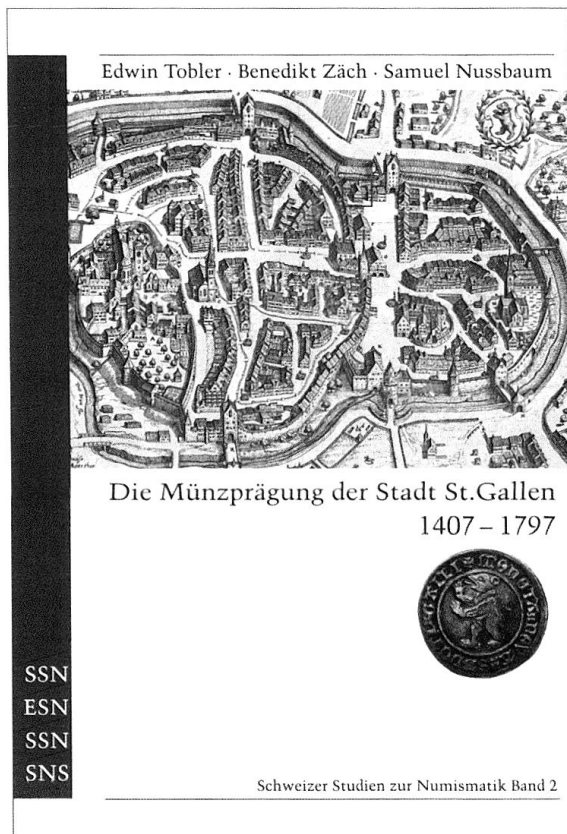 Edwin Tobler · Benedikt Zäch · Samuel Nussbaum
Die Münzprägung der Stadt St.Gallen
1407 – 1797
SSN
ESN
SSN
SNS
Schweizer Studien zur Numismatik Band 2